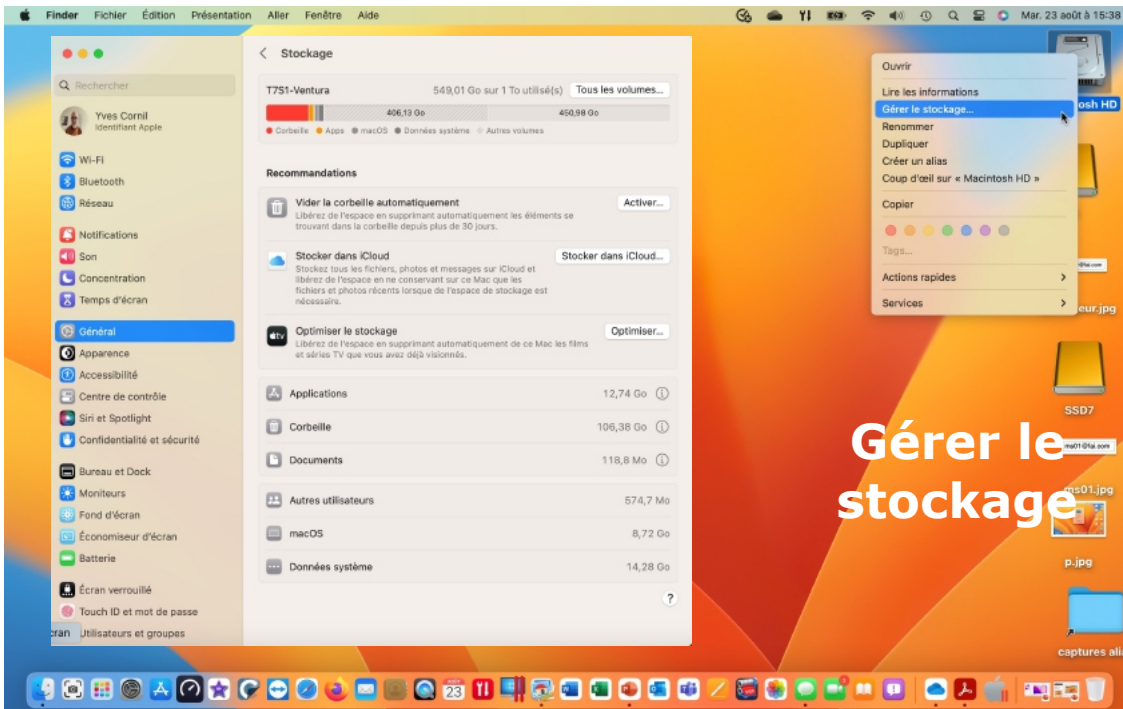 Finder Fichier Édition Présentation Aller Fenêtre Aide
Mar. 23 août à 15:38
Rechercher
Yves Cornil
Identifiant Apple
Wi-Fi
Bluetooth
Réseau
Notifications
Son
Concentration
Temps d'écran
Général
Apparence
Accessibilité
Centre de contrôle
Siri et Spotlight
Confidentialité et sécurité
Bureau et Dock
Moniteurs
Fond d'écran
Économiseur d'écran
Batterie
Écran verrouillé
Touch ID et mot de passe
Utilisateurs et groupes
Stockage
T7S1-Ventura 549,01 Go sur 1 To utilisé(s) Tous les volumes...
406,13 Go 450,98 Go
Corbeille Apps macOS Données système Autres volumes
Recommandations
Vider la corbeille automatiquement Activer...
Libérez de l'espace en supprimant automatiquement les éléments se
trouvant dans la corbeille depuis plus de 30 jours.
Stocker dans iCloud Stocker dans iCloud...
Stockez tous les fichiers, photos et messages sur iCloud et
libérez de l'espace en ne conservant sur ce Mac que les
fichiers et photos récents lorsque de l'espace de stockage est
nécessaire.
Optimiser le stockage Optimiser...
Libérez de l'espace en supprimant automatiquement de ce Mac les films
et séries TV que vous avez déjà visionnés.
Applications 12,74 Go
Corbeille 106,38 Go
Documents 118,8 Mo
Autres utilisateurs 574,7 Mo
macOS 8,72 Go
Données système 14,28 Go
?
Ouvrir
Lire les informations
Gérer le stockage...
Renommer
Dupliquer
Créer un alias
Coup d'œil sur « Macintosh HD »
Copier
Tags...
Actions rapides
Services
osh HD
eur.jpg
SSD7
Gérer le
stockage
ms01.jpg
p.jpg
captures ali
23